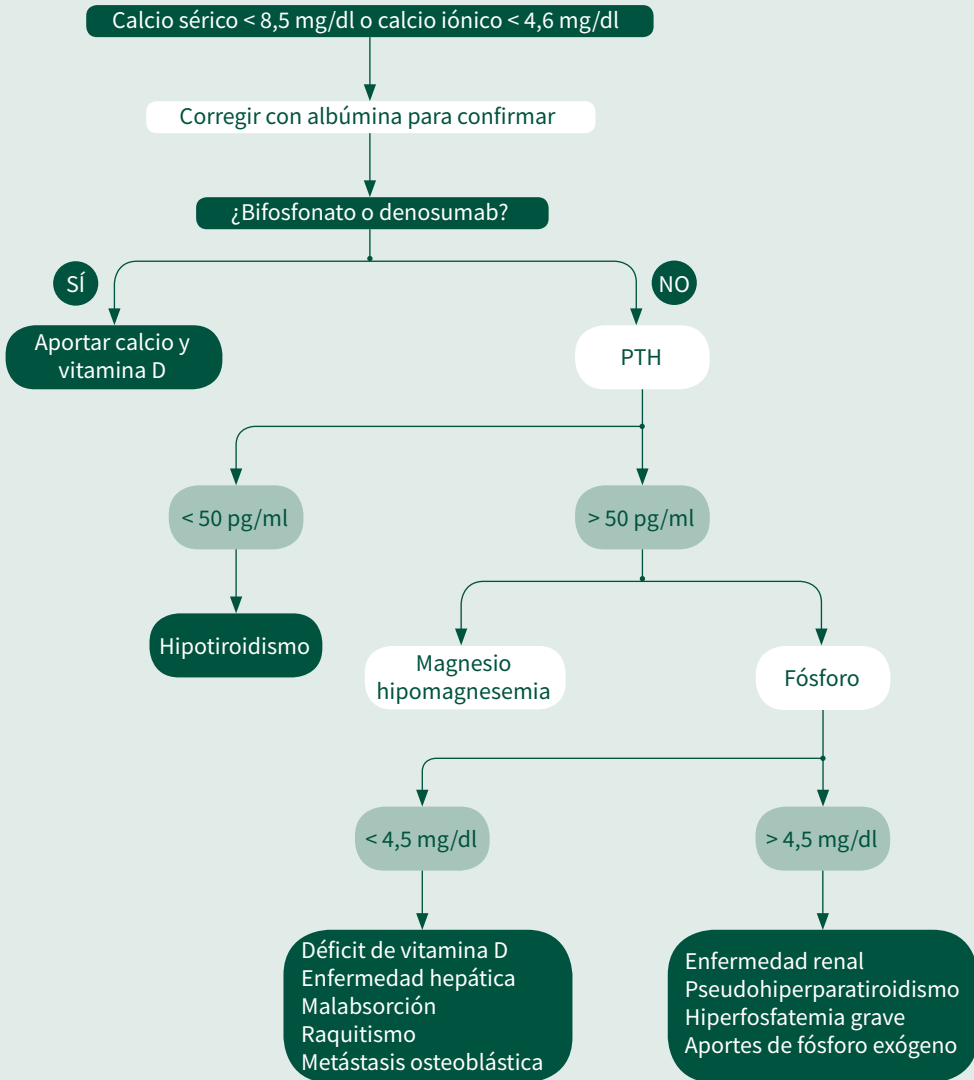 Calcio sérico < 8,5 mg/dl o calcio iónico < 4,6 mg/dl
Corregir con albúmina para confirmar
¿Bifosfonato o denosumab?
SÍ
NO
Aportar calcio y
vitamina D
PTH
< 50 pg/ml
> 50 pg/ml
Hipotiroidismo
Magnesio
hipomagnesemia
Fósforo
< 4,5 mg/dl
> 4,5 mg/dl
Déficit de vitamina D
Enfermedad hepática
Malabsorción
Raquitismo
Metástasis osteoblástica
Enfermedad renal
Pseudohiperparatiroidismo
Hiperfosfatemia grave
Aportes de fósforo exógeno